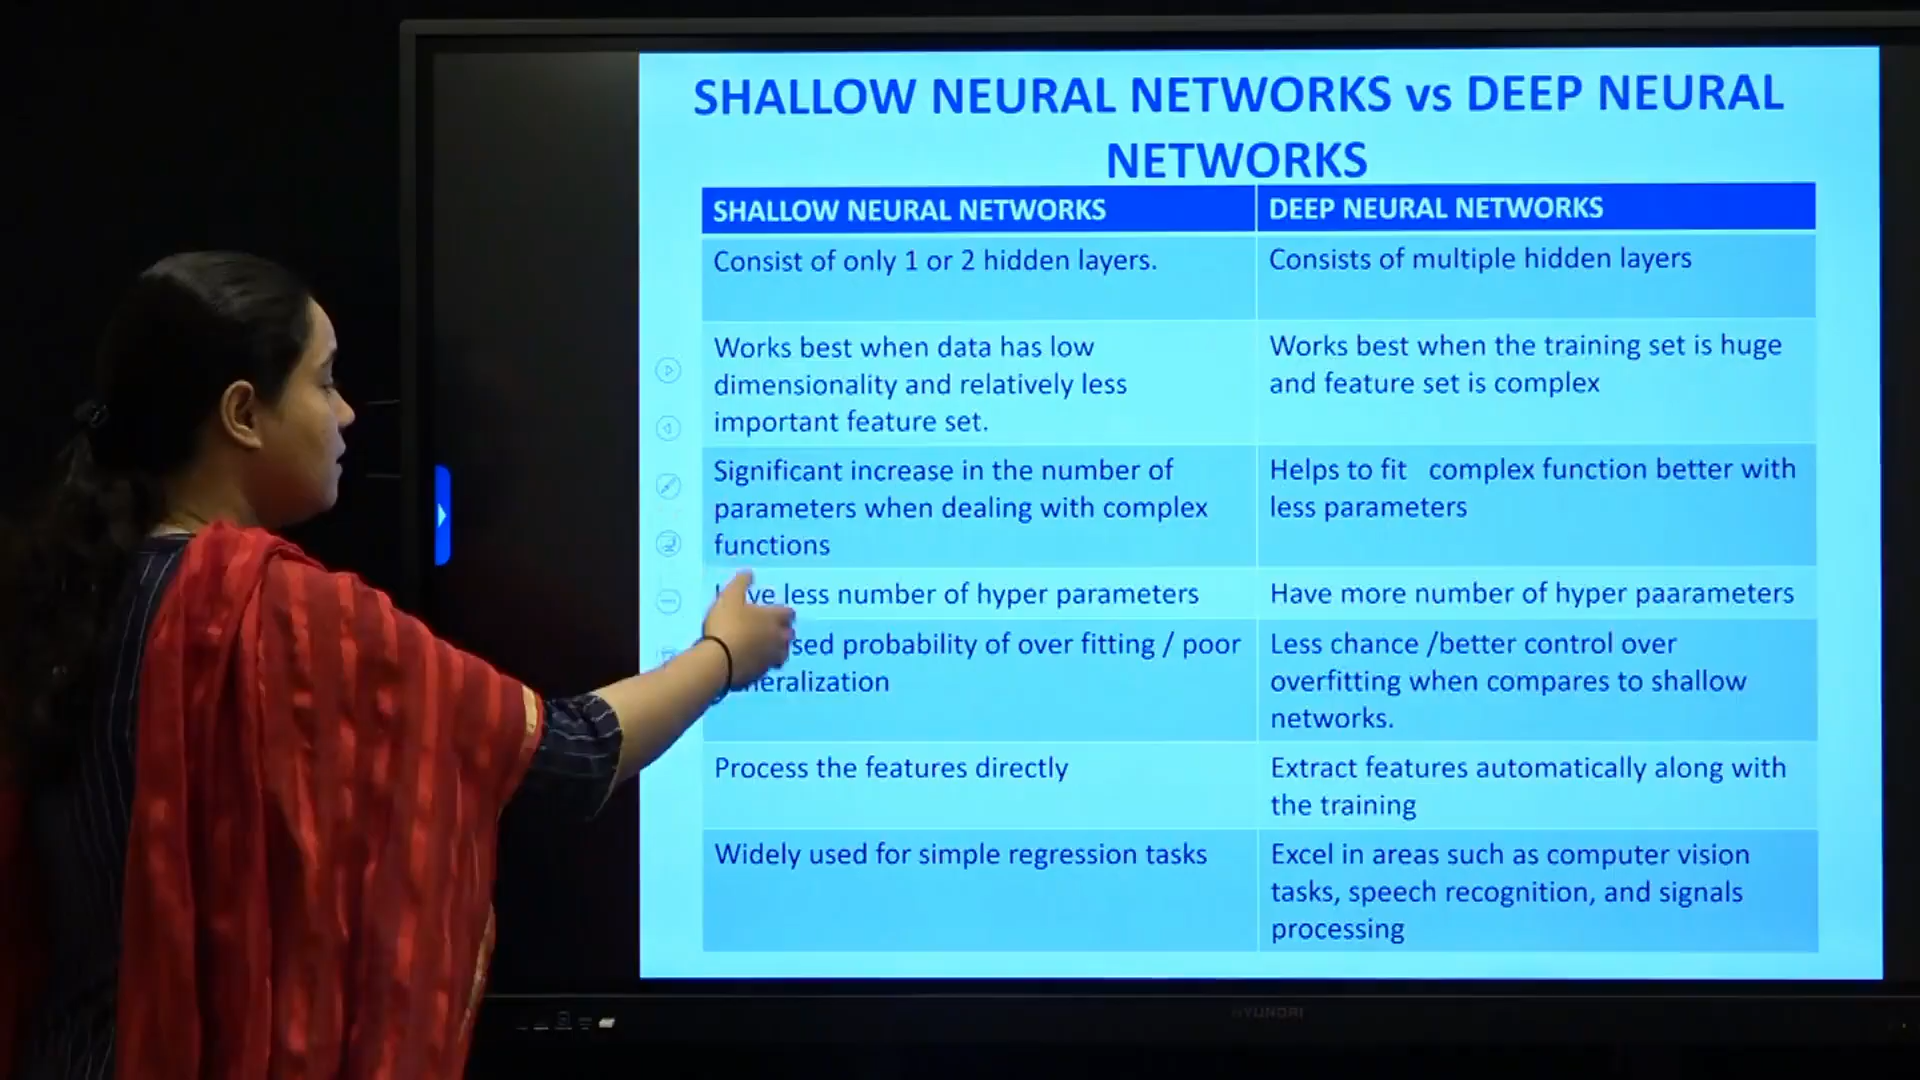 SHALLOW NEURAL NETWORKS vs DEEP NEURAL
NETWORKS
SHALLOW NEURAL NETWORKS
DEEP NEURAL NETWORKS
Consist of only 1 or 2 hidden layers.
Consists of multiple hidden layers
Works best when data has low
dimensionality and relatively less
important feature set.
Works best when the training set is huge
and feature set is complex
Significant increase in the number of
parameters when dealing with complex
functions
Helps to fit complex function better with
less parameters
less number of hyper parameters
Have more number of hyper paarameters
probability of over fitting / poor
Less chance /better control over
overfitting when compares to shallow
networks.
Process the features directly
Extract features automatically along with
the training
Widely used for simple regression tasks
Excel in areas such as computer vision
tasks, speech recognition, and signals
processing
HYUNDAI